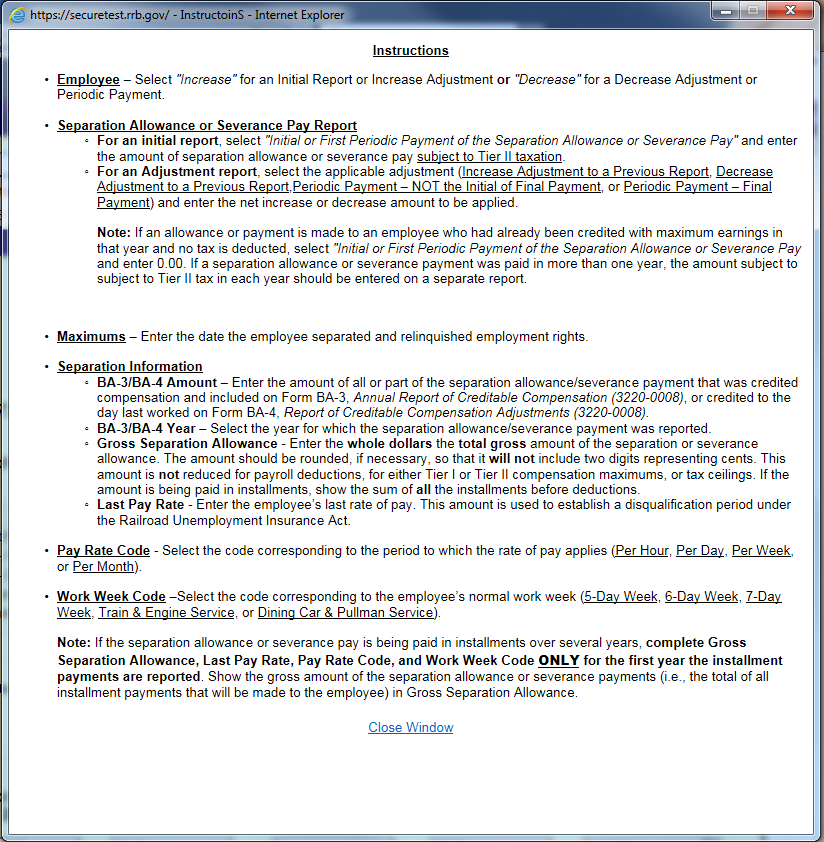 https://securetest.rrb.gov/ - InstructoinS - Internet Explorer
Instructions
• Employee – Select "Increase" for an Initial Report or Increase Adjustment or "Decrease" for a Decrease Adjustment or
Periodic Payment.
• Separation Allowance or Severance Pay Report
◦ For an initial report, select "Initial or First Periodic Payment of the Separation Allowance or Severance Pay" and enter
the amount of separation allowance or severance pay subject to Tier II taxation.
◦ For an Adjustment report, select the applicable adjustment (Increase Adjustment to a Previous Report, Decrease
Adjustment to a Previous Report,Periodic Payment – NOT the Initial of Final Payment, or Periodic Payment – Final
Payment) and enter the net increase or decrease amount to be applied.
Note: If an allowance or payment is made to an employee who had already been credited with maximum earnings in
that year and no tax is deducted, select "Initial or First Periodic Payment of the Separation Allowance or Severance Pay
and enter 0.00. If a separation allowance or severance payment was paid in more than one year, the amount subject to
subject to Tier II tax in each year should be entered on a separate report.
• Maximums – Enter the date the employee separated and relinquished employment rights.
• Separation Information
◦ BA-3/BA-4 Amount – Enter the amount of all or part of the separation allowance/severance payment that was credited
compensation and included on Form BA-3, Annual Report of Creditable Compensation (3220-0008), or credited to the
day last worked on Form BA-4, Report of Creditable Compensation Adjustments (3220-0008).
◦ BA-3/BA-4 Year – Select the year for which the separation allowance/severance payment was reported.
◦ Gross Separation Allowance - Enter the whole dollars the total gross amount of the separation or severance
allowance. The amount should be rounded, if necessary, so that it will not include two digits representing cents. This
amount is not reduced for payroll deductions, for either Tier I or Tier II compensation maximums, or tax ceilings. If the
amount is being paid in installments, show the sum of all the installments before deductions.
◦ Last Pay Rate - Enter the employee's last rate of pay. This amount is used to establish a disqualification period under
the Railroad Unemployment Insurance Act.
• Pay Rate Code - Select the code corresponding to the period to which the rate of pay applies (Per Hour, Per Day, Per Week,
or Per Month).
• Work Week Code –Select the code corresponding to the employee's normal work week (5-Day Week, 6-Day Week, 7-Day
Week, Train & Engine Service, or Dining Car & Pullman Service).
Note: If the separation allowance or severance pay is being paid in installments over several years, complete Gross
Separation Allowance, Last Pay Rate, Pay Rate Code, and Work Week Code ONLY for the first year the installment
payments are reported. Show the gross amount of the separation allowance or severance payments (i.e., the total of all
installment payments that will be made to the employee) in Gross Separation Allowance.
Close Window